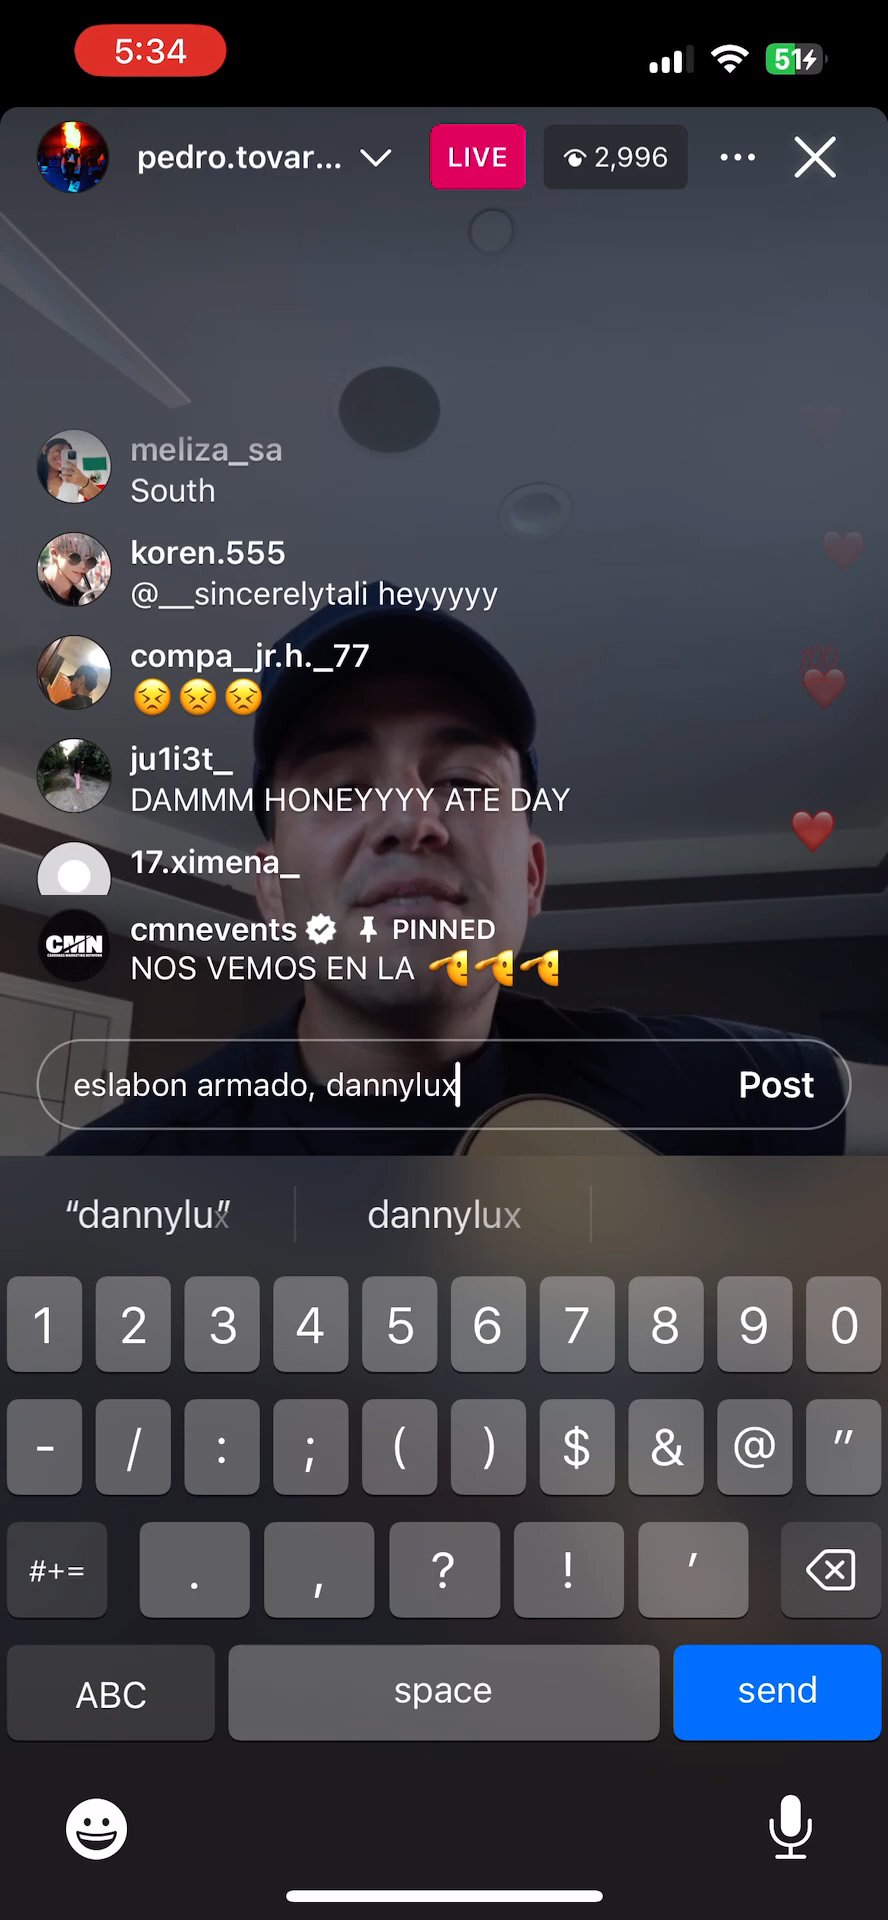 5:34
51
pedro.tovar...
LIVE
2,996
meliza_sa
South
koren.555
@__sincerelytali heyyyyy
compa_jr.h._77
😣😣😣
ju1i3t_
DAMMM HONEYYYY ATE DAY
17.ximena_
CMN
cmnevents PINNED
NOS VEMOS EN LA 🫡🫡🫡
eslabon armado, dannylux
Post
“dannylux”
dannylux
1 2 3 4 5 6 7 8 9 0
- / : ; ( ) $ & @ "
#+= . , ? ! '
ABC space send